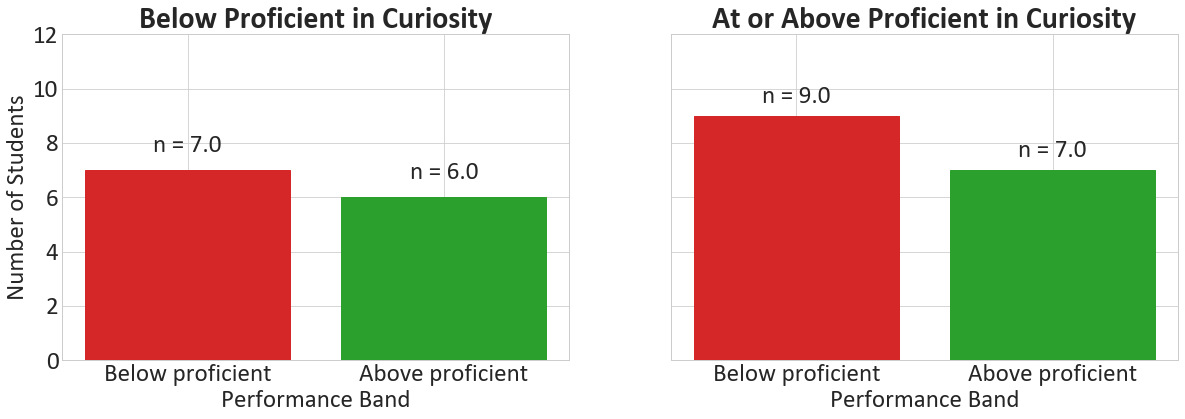 Below Proficient in Curiosity
Number of Students
12
10
8
6
4
2
0
n = 7.0
n = 6.0
Below proficient
Above proficient
Performance Band
At or Above Proficient in Curiosity
n = 9.0
n = 7.0
Below proficient
Above proficient
Performance Band